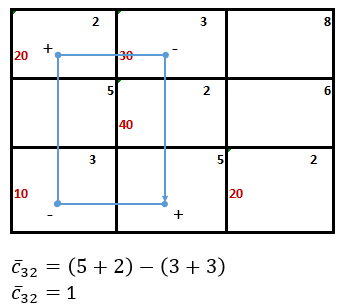 2 3 8
20 + 30 -
5 2 6
40
3 5 2
10 20
- +
c̄₃₂ = (5 + 2) − (3 + 3)
c̄₃₂ = 1